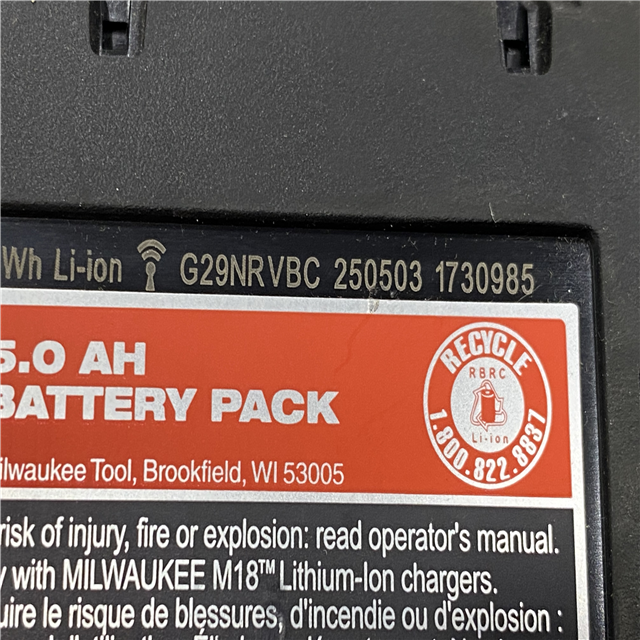 Wh Li-ion G29NRVBC 250503 1730985
5.0 AH
BATTERY PACK
RECYCLE
RBRC
Li-ion
1.800.822.8837
ilwaukee Tool, Brookfield, WI 53005
risk of injury, fire or explosion: read operator's manual.
y with MILWAUKEE M18™ Lithium-Ion chargers.
uire le risque de blessures, d'incendie ou d'explosion :